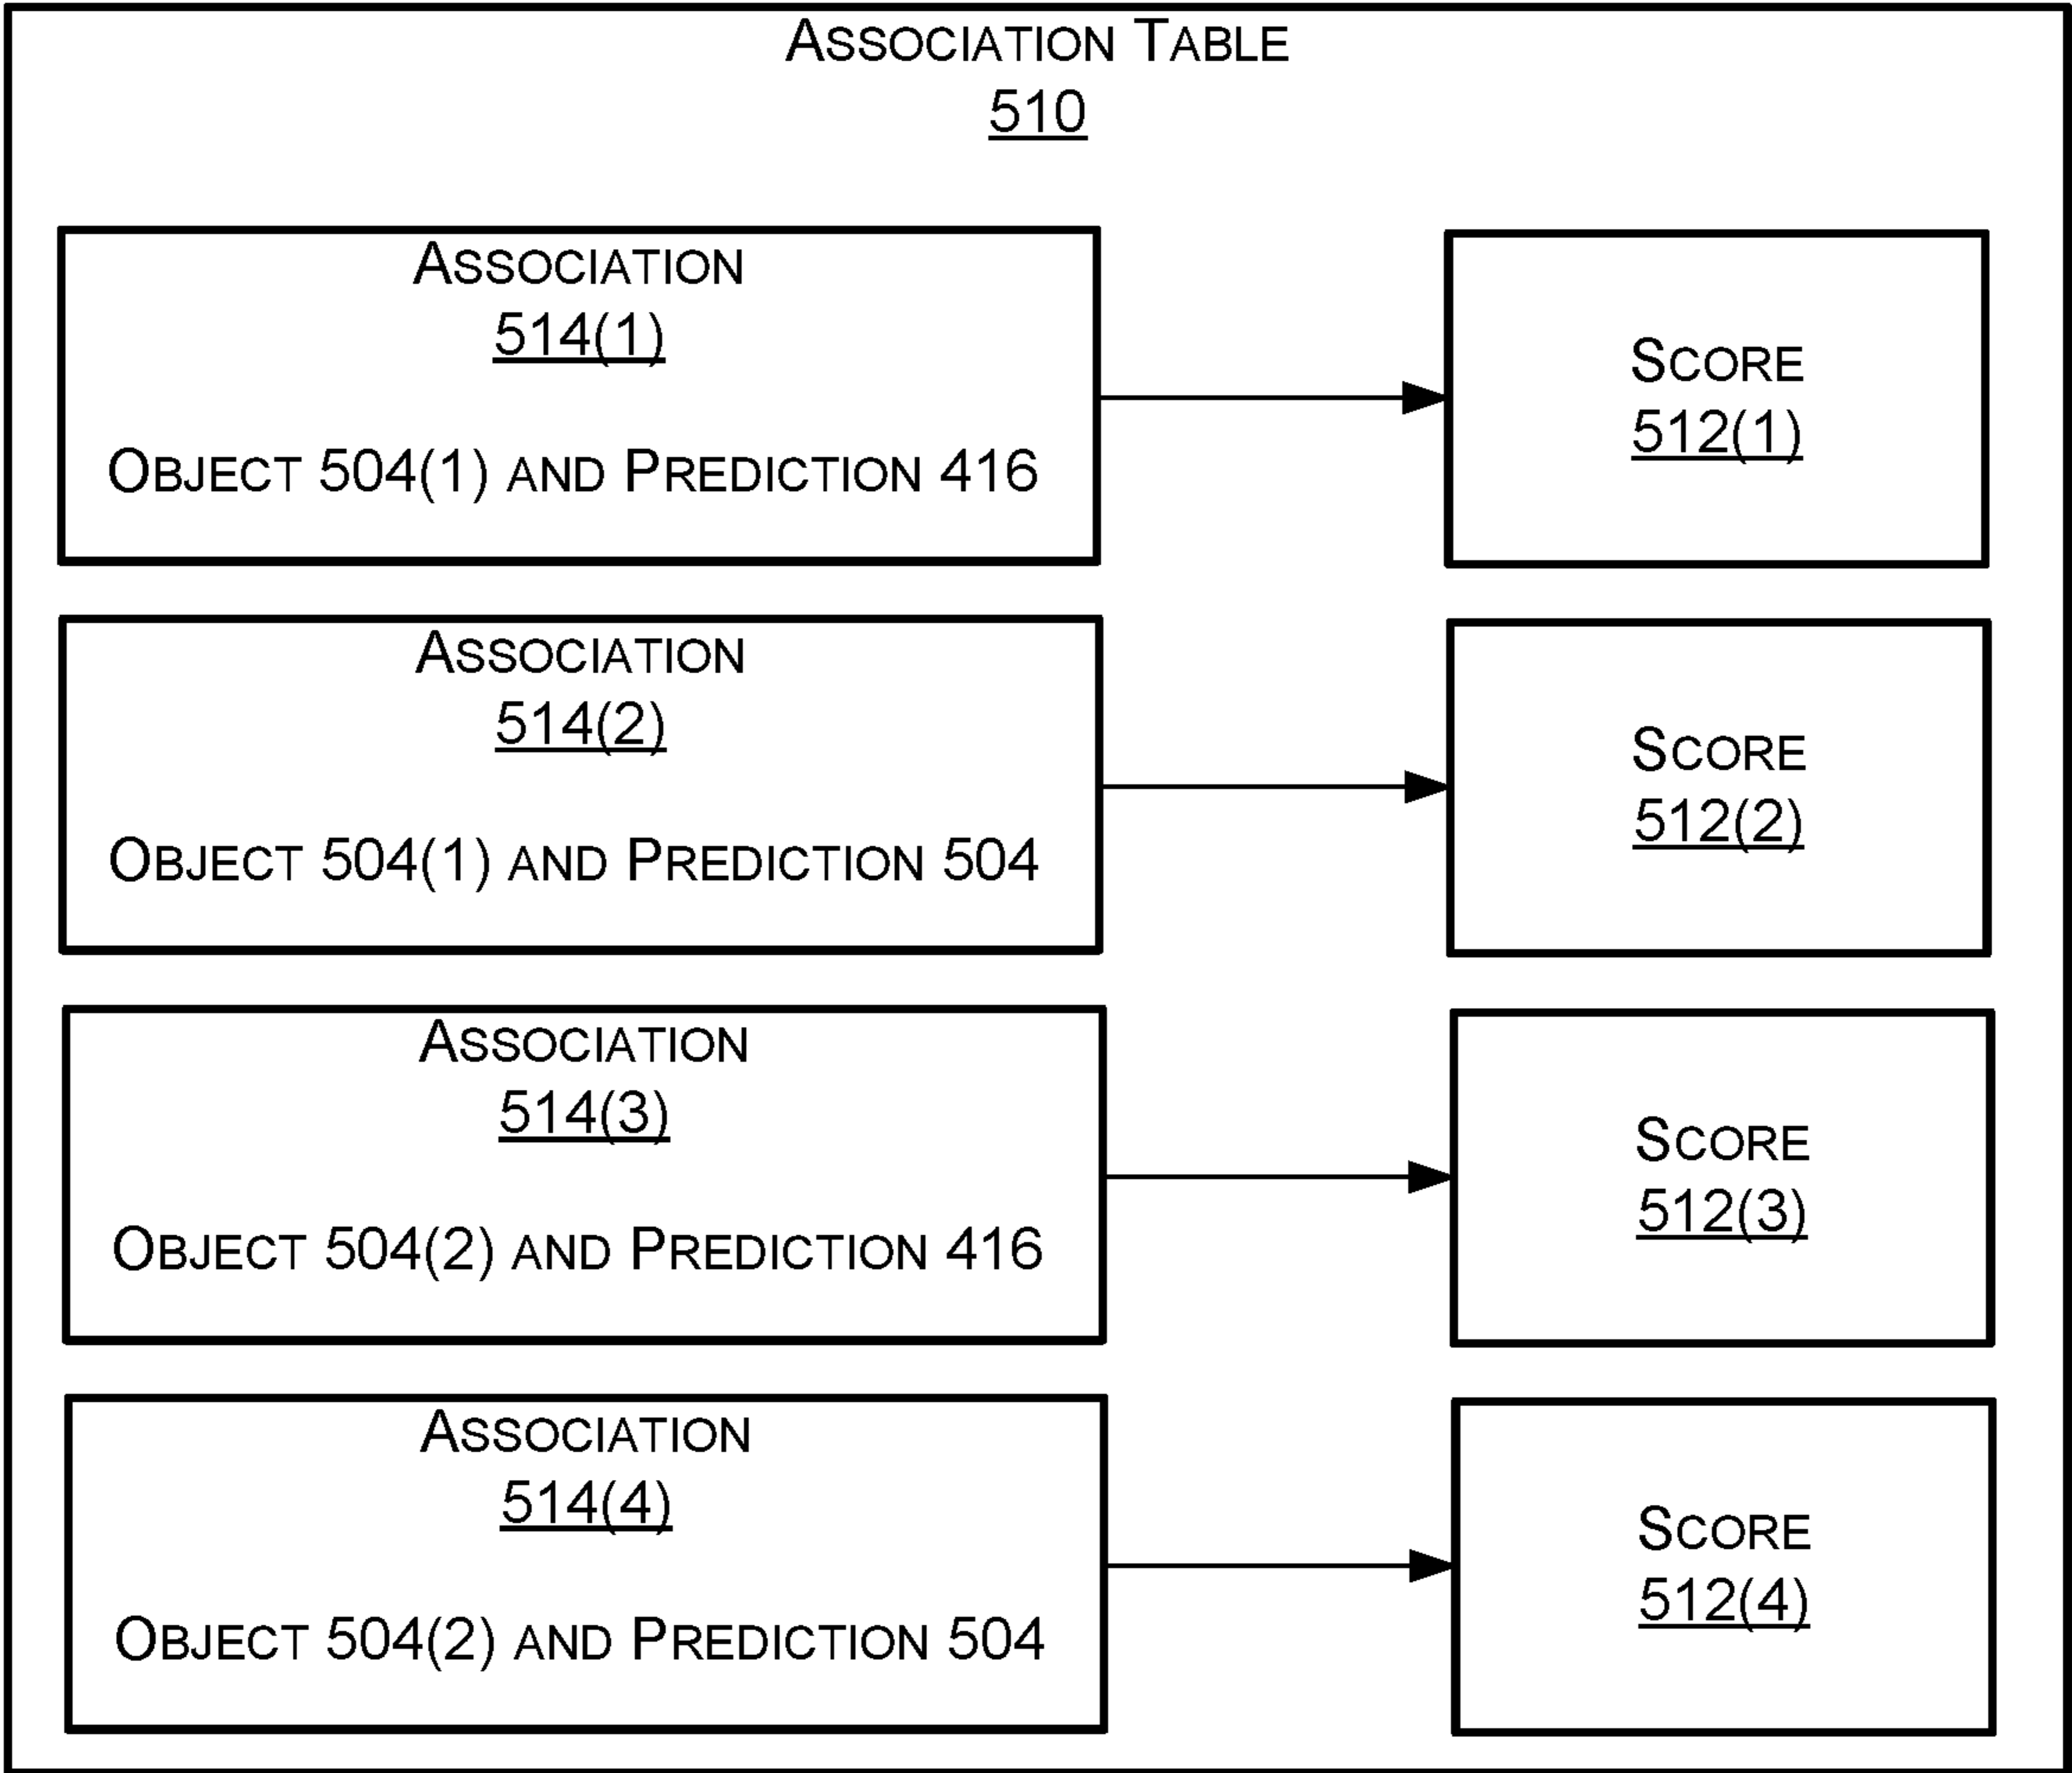 ASSOCIATION TABLE
510
ASSOCIATION
514(1)
OBJECT 504(1) AND PREDICTION 416
SCORE
512(1)
ASSOCIATION
514(2)
OBJECT 504(1) AND PREDICTION 504
SCORE
512(2)
ASSOCIATION
514(3)
OBJECT 504(2) AND PREDICTION 416
SCORE
512(3)
ASSOCIATION
514(4)
OBJECT 504(2) AND PREDICTION 504
SCORE
512(4)